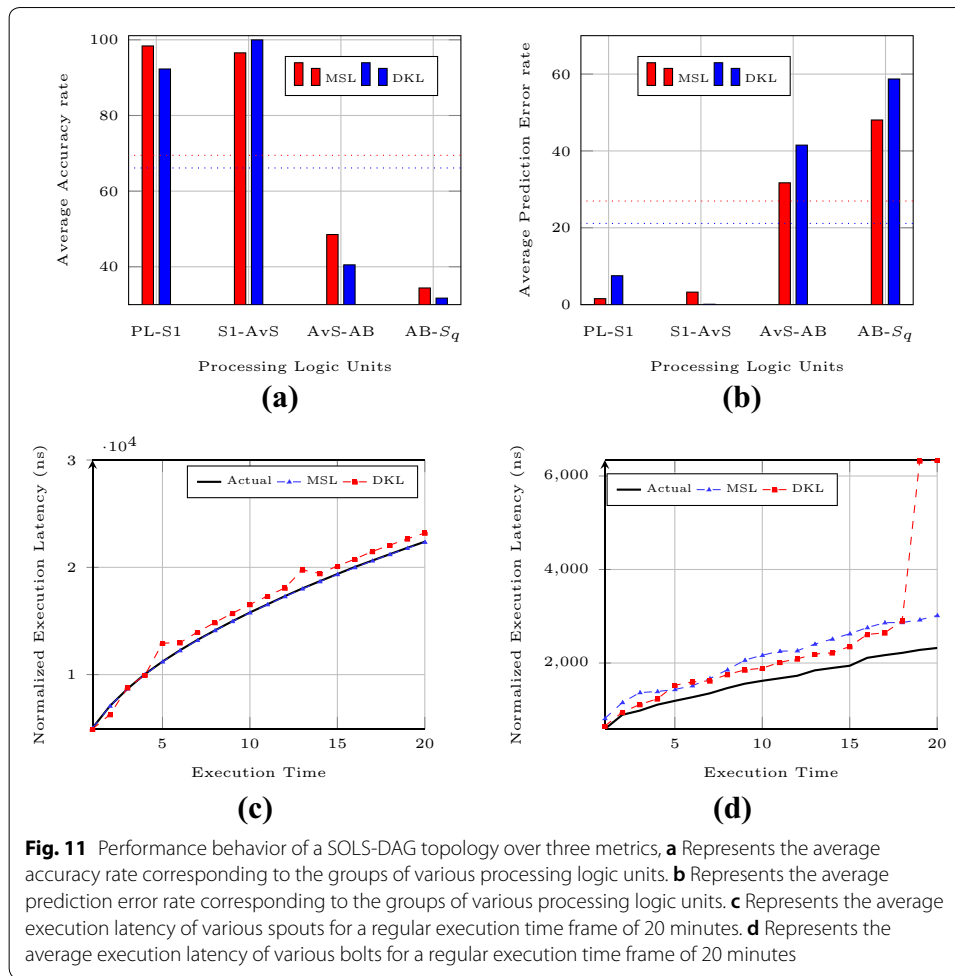 100
80
60
40
Average Accuracy rate
MSL DKL
PL-S1 S1-AvS AvS-AB AB-Sq
Processing Logic Units
(a)
60
40
20
0
Average Prediction Error rate
MSL DKL
PL-S1 S1-AvS AvS-AB AB-Sq
Processing Logic Units
(b)
·10⁴
3
2
1
Normalized Execution Latency (ns)
Actual MSL DKL
5 10 15 20
Execution Time
(c)
6,000
4,000
2,000
Normalized Execution Latency (ns)
Actual MSL DKL
5 10 15 20
Execution Time
(d)
Fig. 11 Performance behavior of a SOLS-DAG topology over three metrics, a Represents the average
accuracy rate corresponding to the groups of various processing logic units. b Represents the average
prediction error rate corresponding to the groups of various processing logic units. c Represents the average
execution latency of various spouts for a regular execution time frame of 20 minutes. d Represents the
average execution latency of various bolts for a regular execution time frame of 20 minutes